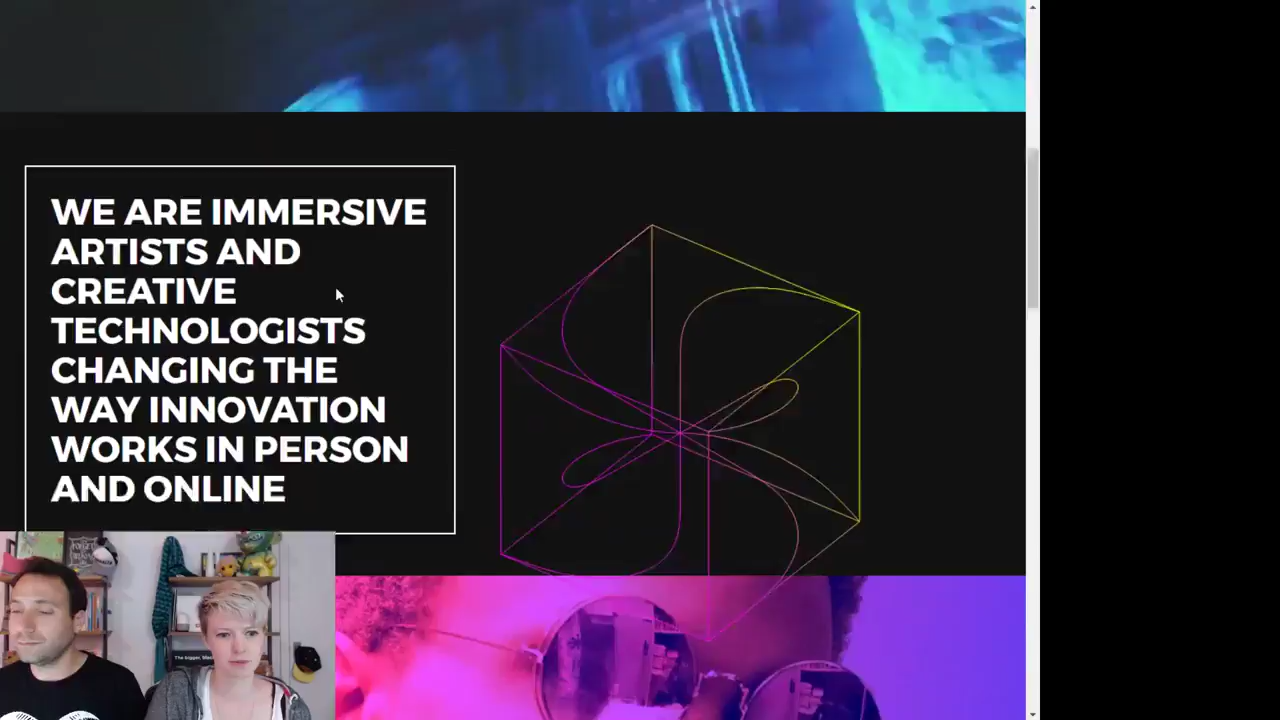 WE ARE IMMERSIVE
ARTISTS AND
CREATIVE
TECHNOLOGISTS
CHANGING THE
WAY INNOVATION
WORKS IN PERSON
AND ONLINE